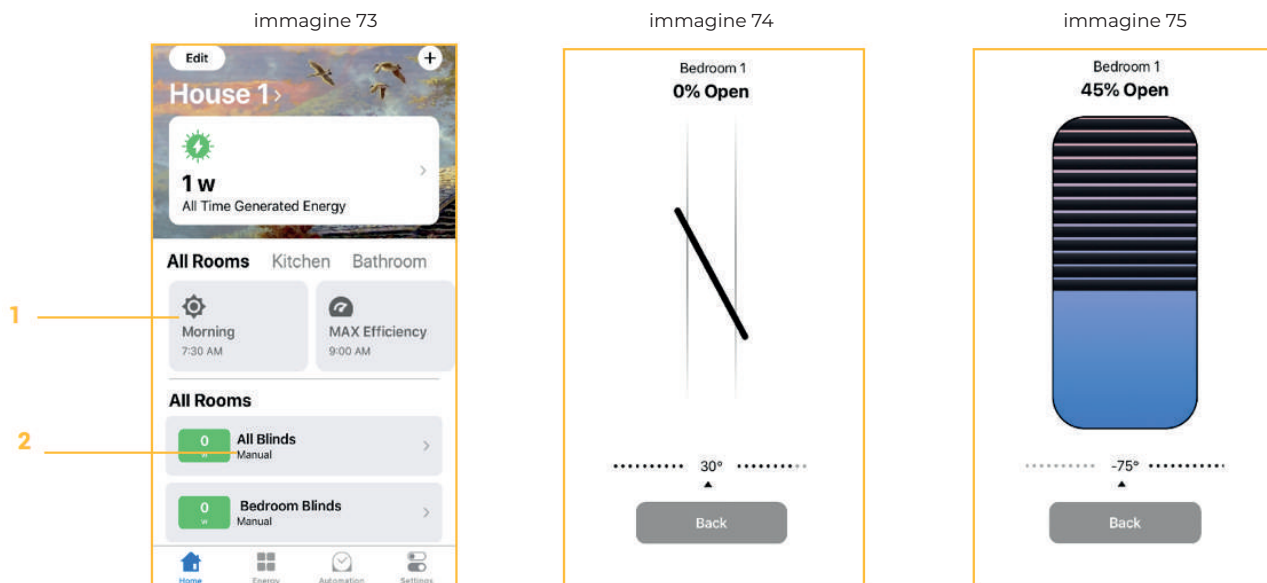 immagine 73
Edit
+
House 1 >
1 w
All Time Generated Energy
All Rooms Kitchen Bathroom
1
Morning
7:30 AM
MAX Efficiency
9:00 AM
All Rooms
2
0
w
All Blinds
Manual
0
w
Bedroom Blinds
Manual
Home Energy Automation Settings
immagine 74
Bedroom 1
0% Open
30°
Back
immagine 75
Bedroom 1
45% Open
-75°
Back